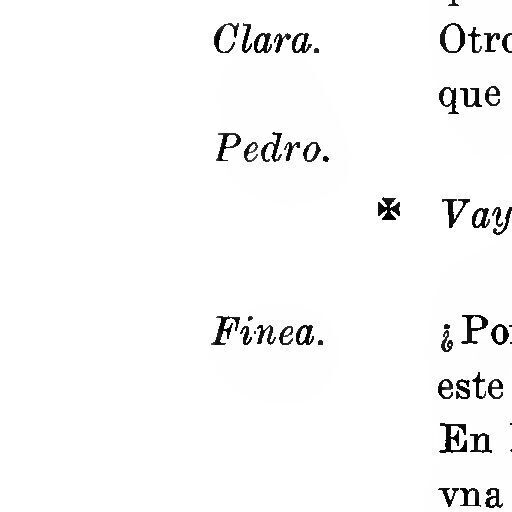 Clara. Otro
que
Pedro.
✠ Vay
Finea. ¿Por
este
En
vna